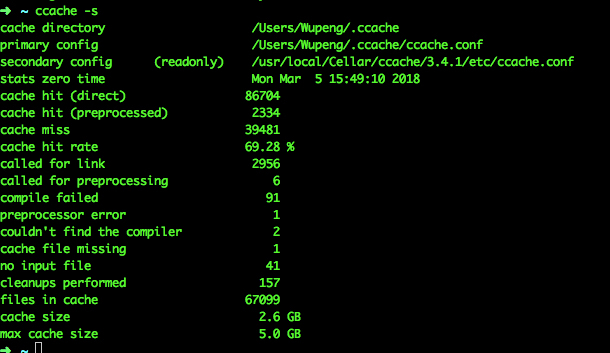 ➜ ~ ccache -s
cache directory                     /Users/Wupeng/.ccache
primary config                      /Users/Wupeng/.ccache/ccache.conf
secondary config      (readonly)    /usr/local/Cellar/ccache/3.4.1/etc/ccache.conf
stats zero time                     Mon Mar  5 15:49:10 2018
cache hit (direct)                 86704
cache hit (preprocessed)            2334
cache miss                         39481
cache hit rate                     69.28 %
called for link                     2956
called for preprocessing               6
compile failed                        91
preprocessor error                     1
couldn't find the compiler             2
cache file missing                     1
no input file                         41
cleanups performed                   157
files in cache                     67099
cache size                           2.6 GB
max cache size                       5.0 GB
➜ ~